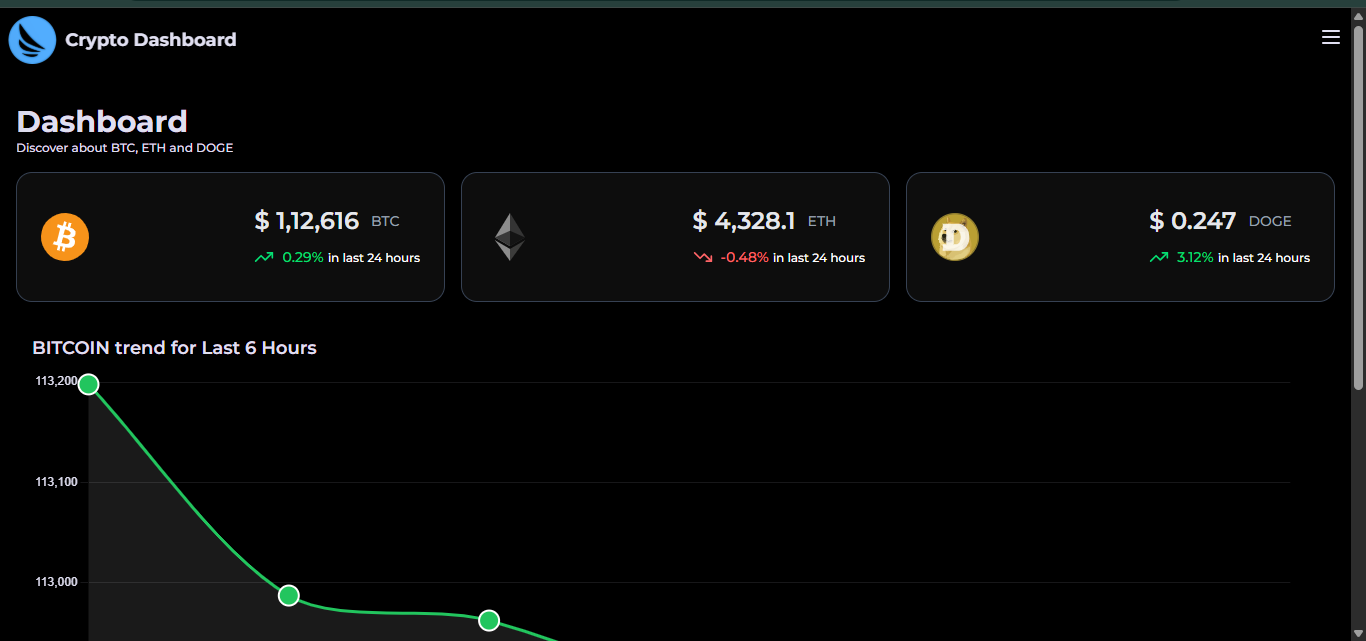 Crypto Dashboard
Dashboard
Discover about BTC, ETH and DOGE
$ 1,12,616 BTC
0.29% in last 24 hours
$ 4,328.1 ETH
-0.48% in last 24 hours
$ 0.247 DOGE
3.12% in last 24 hours
BITCOIN trend for Last 6 Hours
113,200
113,100
113,000